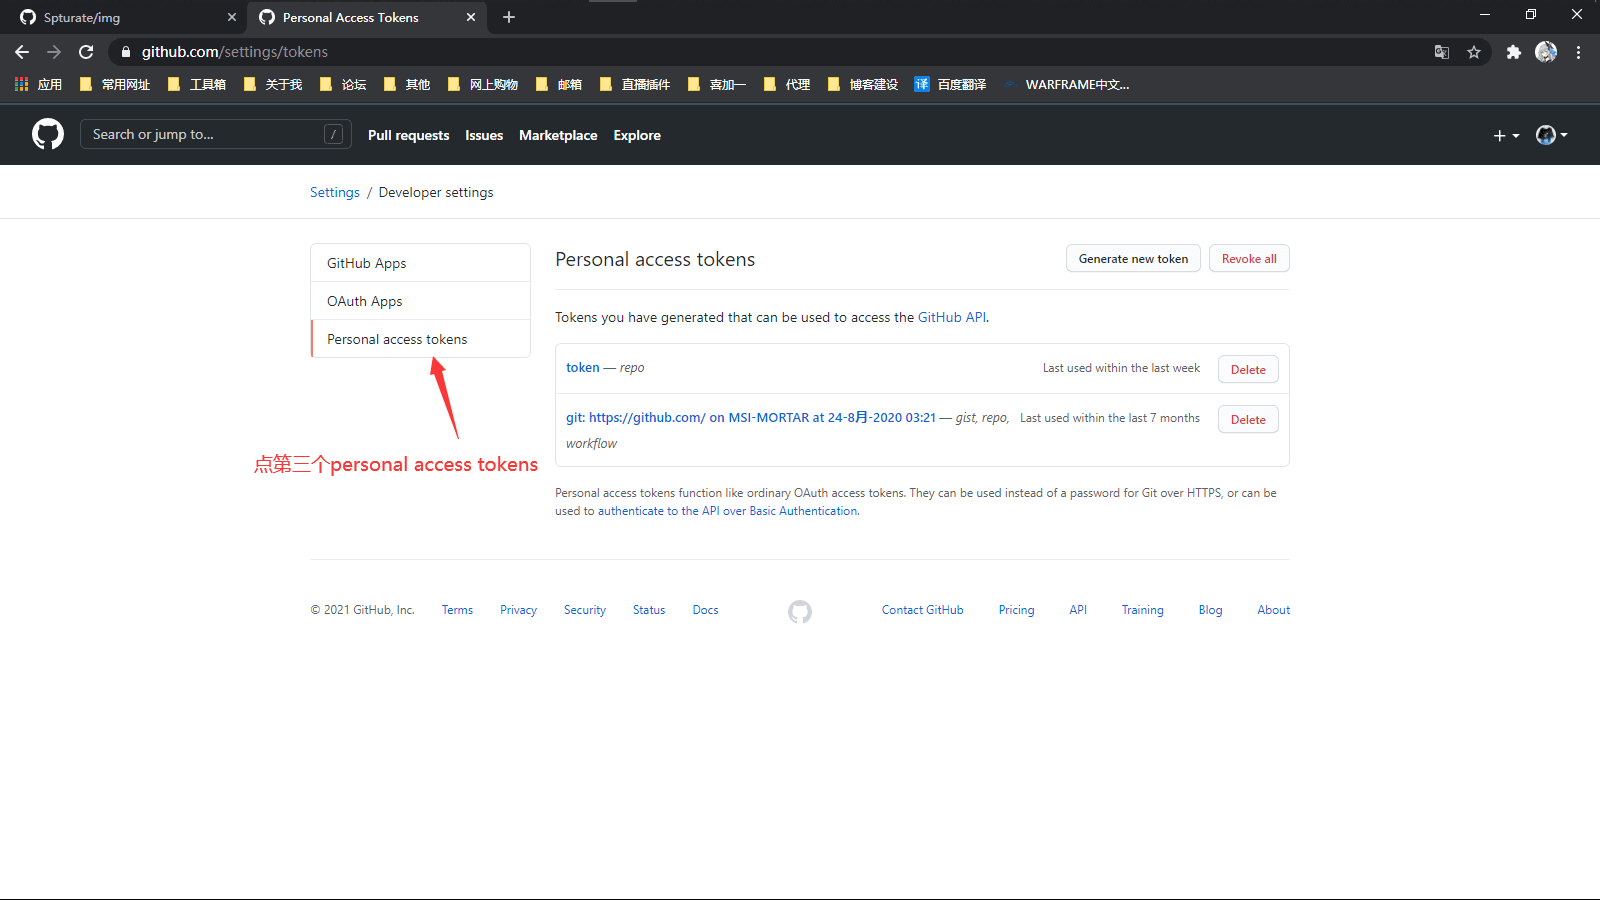 Spturate/img
Personal Access Tokens
github.com/settings/tokens
应用 常用网址 工具箱 关于我 论坛 其他 网上购物 邮箱 直播插件 喜加一 代理 博客建设 译 百度翻译 WARFRAME中文...
Search or jump to... / Pull requests Issues Marketplace Explore
Settings / Developer settings
GitHub Apps
OAuth Apps
Personal access tokens
点第三个personal access tokens
Personal access tokens
Generate new token Revoke all
Tokens you have generated that can be used to access the GitHub API.
token — repo Last used within the last week Delete
git: https://github.com/ on MSI-MORTAR at 24-8月-2020 03:21 — gist, repo, Last used within the last 7 months Delete
workflow
Personal access tokens function like ordinary OAuth access tokens. They can be used instead of a password for Git over HTTPS, or can be
used to authenticate to the API over Basic Authentication.
© 2021 GitHub, Inc. Terms Privacy Security Status Docs Contact GitHub Pricing API Training Blog About